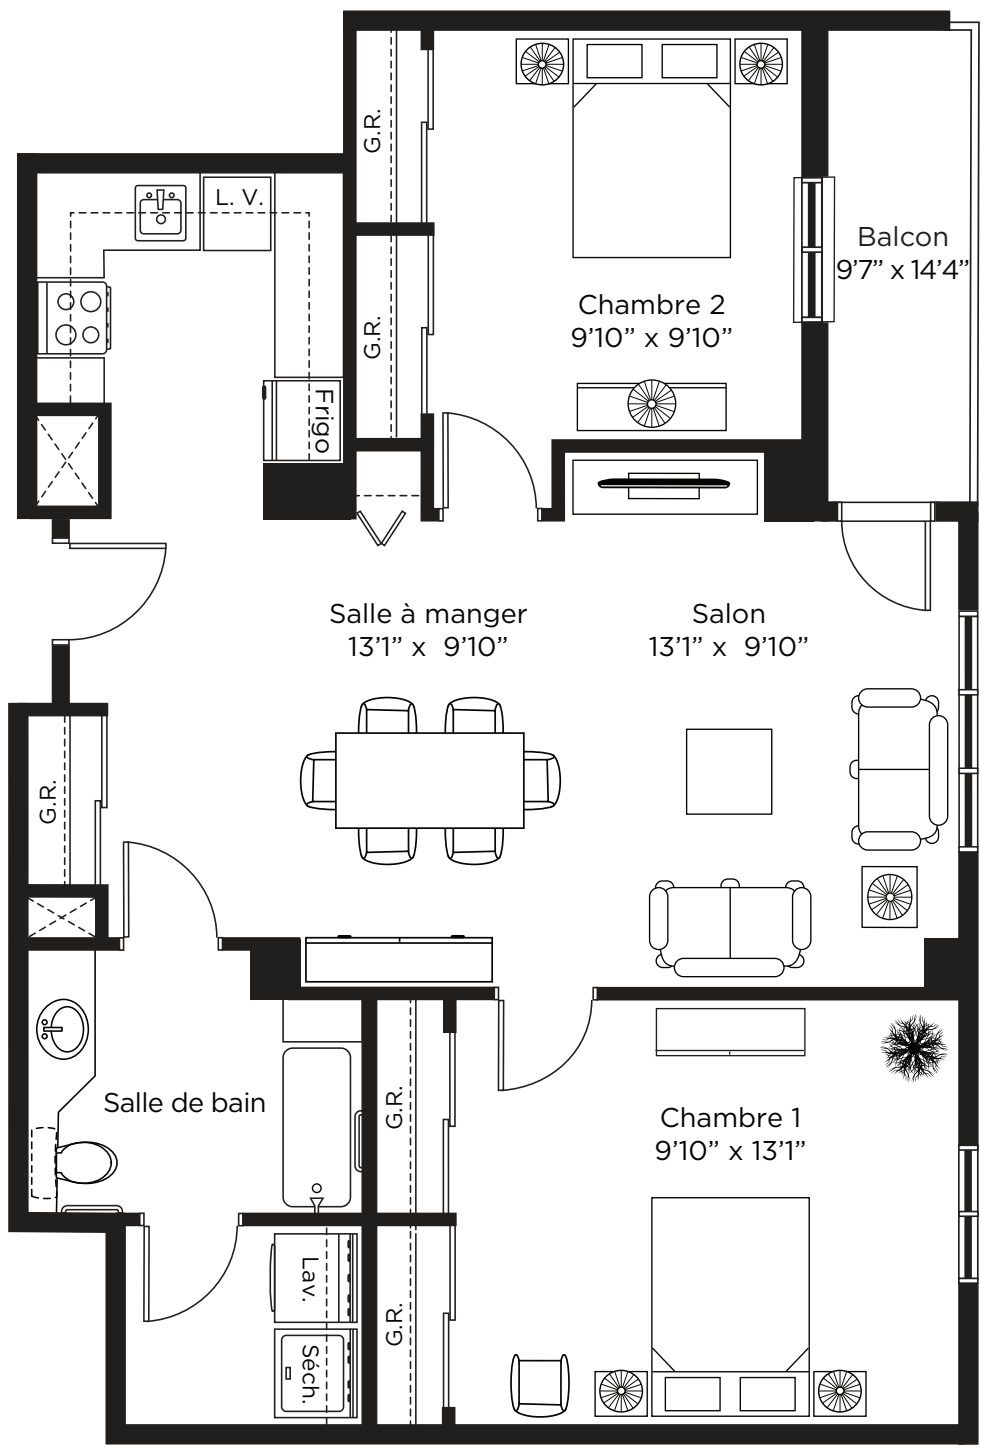 G.R.
L. V.
Balcon
9’7” x 14’4”
Chambre 2
9’10” x 9’10”
G.R.
Frigo
Salle à manger
13’1” x 9’10”
Salon
13’1” x 9’10”
G.R.
Salle de bain
G.R.
Chambre 1
9’10” x 13’1”
Lav.
G.R.
Séch.